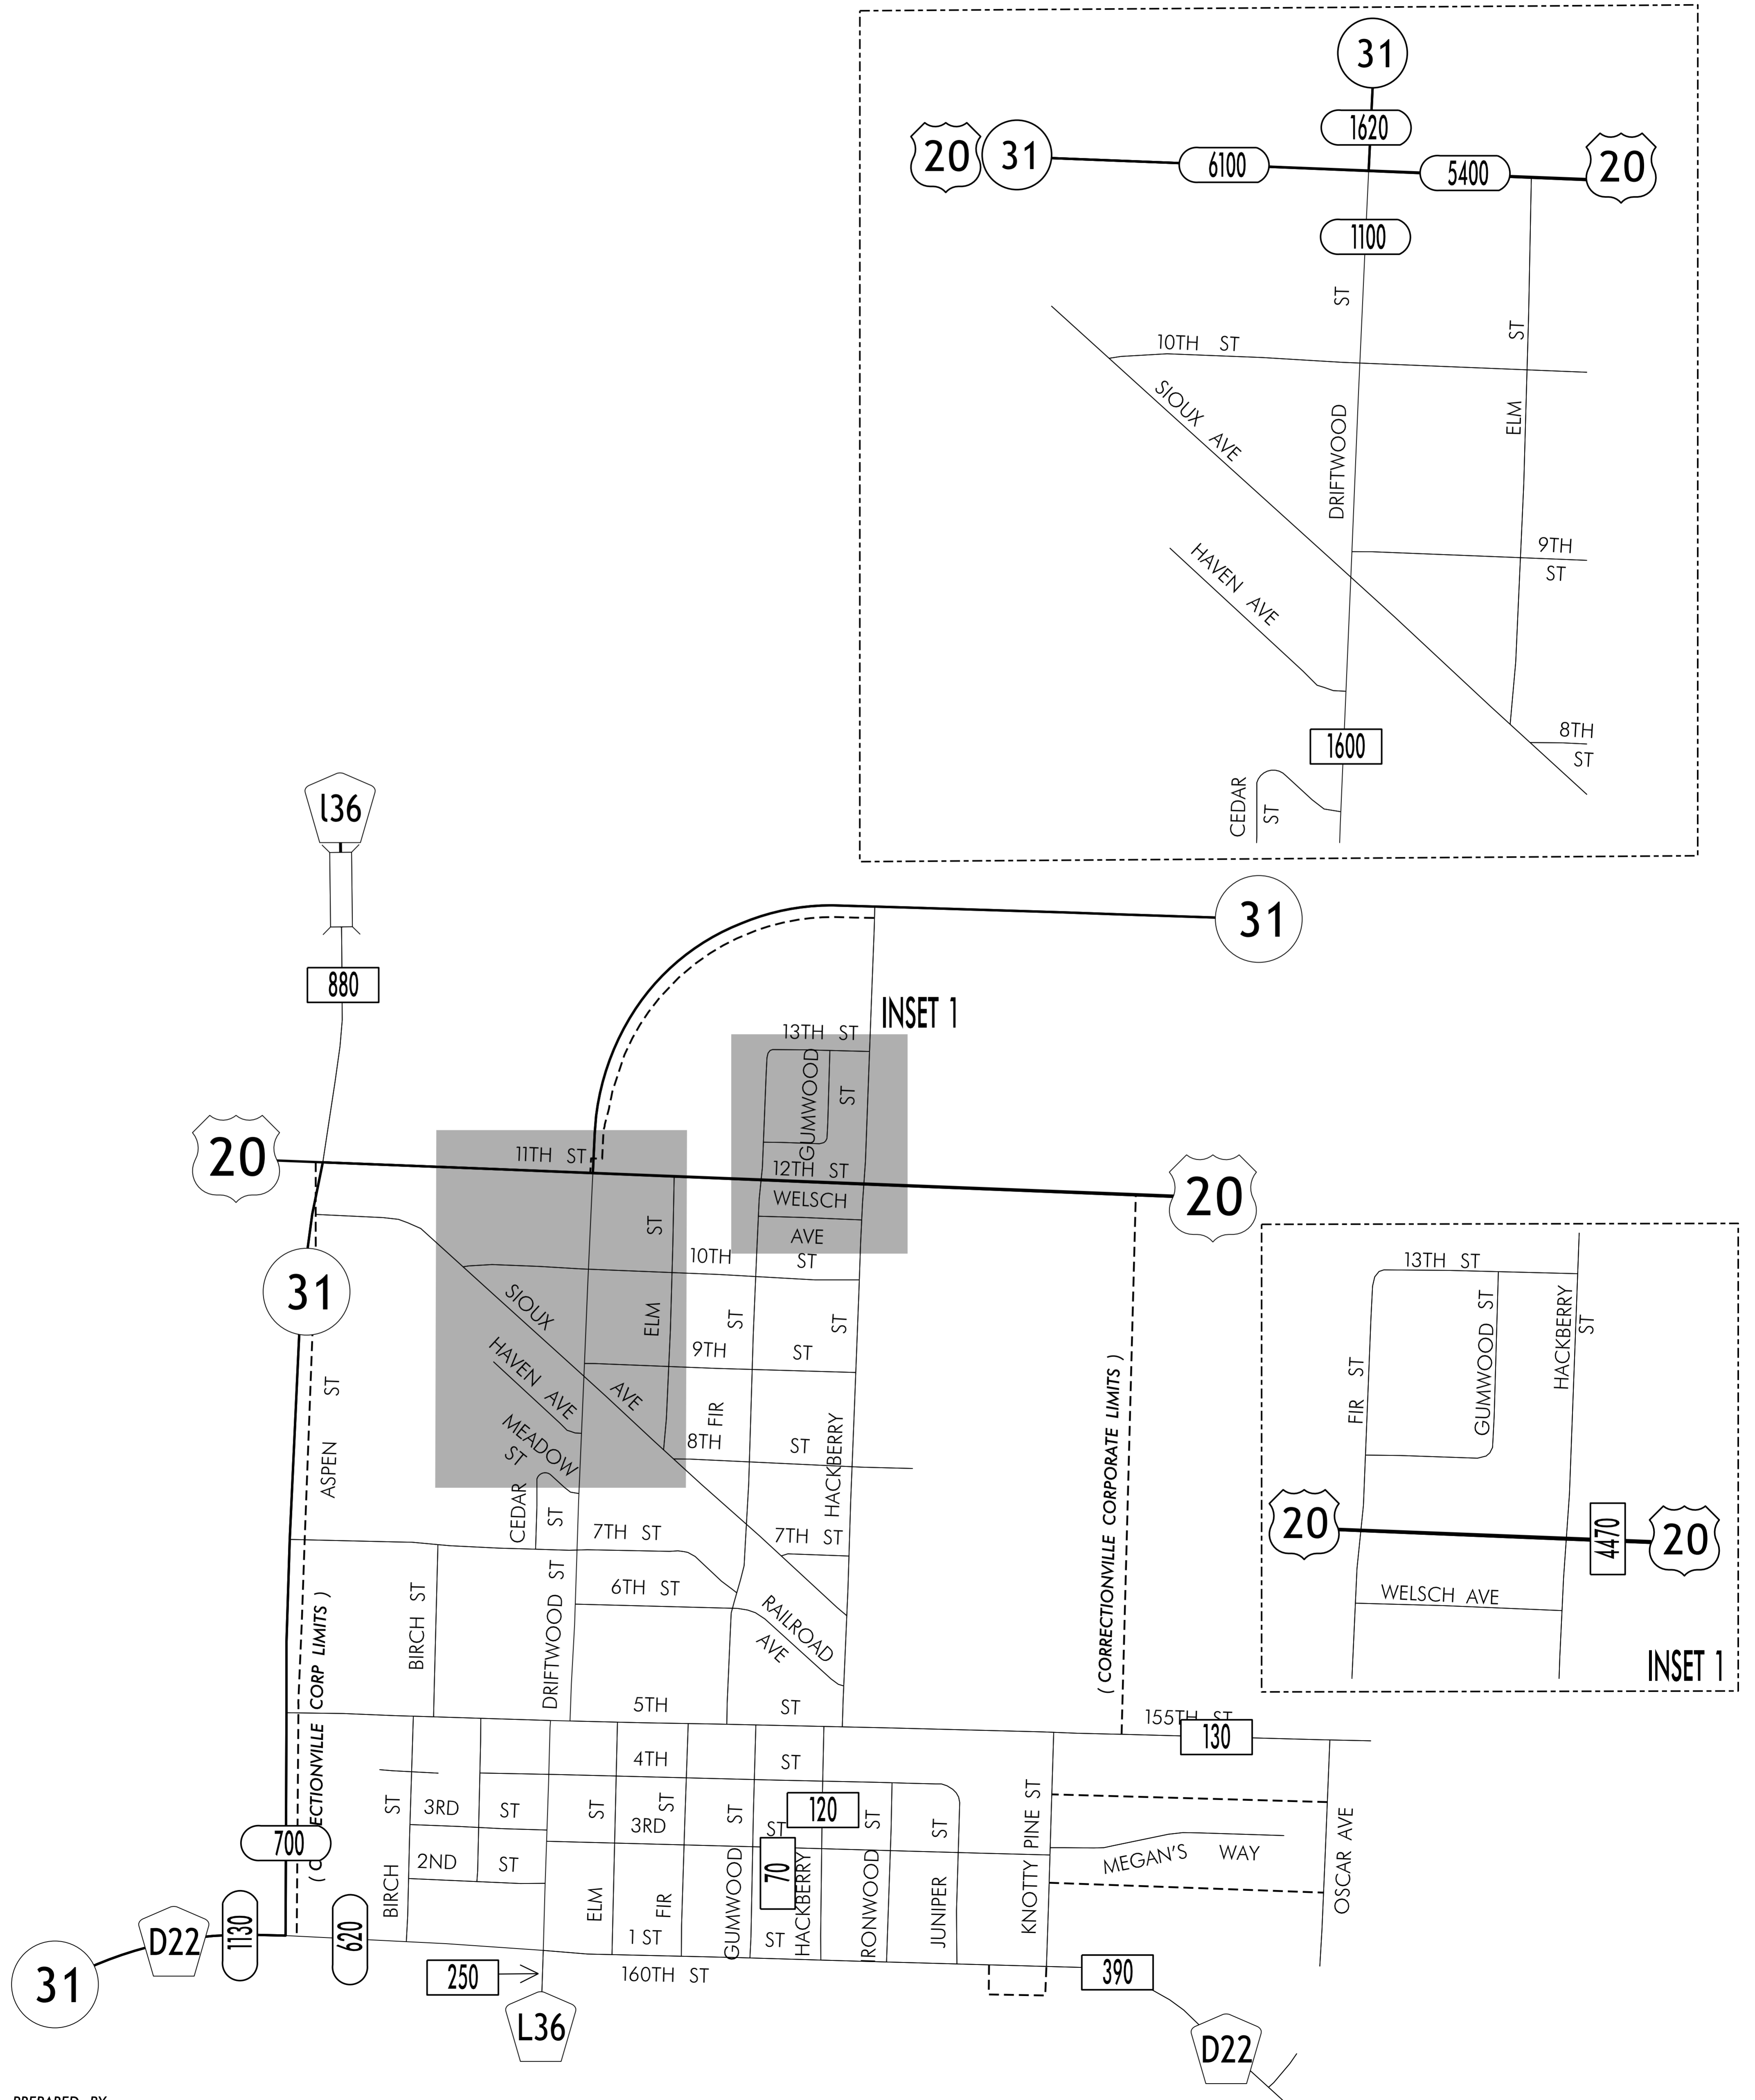 31
1620
20
31
6100
5400
20
1100
ST
10TH ST
ST
SIOUX AVE
DRIFTWOOD
ELM
9TH
ST
HAVEN AVE
1600
8TH
ST
CEDAR
ST
l36
880
31
INSET 1
13TH ST
GUMWOOD
ST
20
11TH ST
12TH ST
WELSCH
AVE
20
ST
10TH
ST
31
SIOUX
ELM
ST
ST
9TH
ST
HAVEN AVE
AVE
ASPEN ST
FIR
MEADOW
ST
8TH
ST
HACKBERRY
CEDAR
ST
7TH ST
7TH ST
( CORRECTIONVILLE CORPORATE LIMITS )
13TH ST
FIR ST
GUMWOOD ST
HACKBERRY
ST
20
4470
20
WELSCH AVE
INSET 1
BIRCH ST
DRIFTWOOD ST
6TH ST
RAILROAD
AVE
5TH
ST
155TH ST
130
ECTIONVILLE CORP LIMITS )
( C
4TH
ST
ST
3RD
ST
ST
ST
3RD
ST
ST
120
ST
ST
KNOTTY PINE ST
OSCAR AVE
700
2ND
ST
70
MEGAN'S WAY
BIRCH
ELM
FIR
GUMWOOD
HACKBERRY
IRONWOOD
JUNIPER
D22
1130
620
1 ST
ST
31
250
160TH ST
390
L36
D22
PREPARED BY